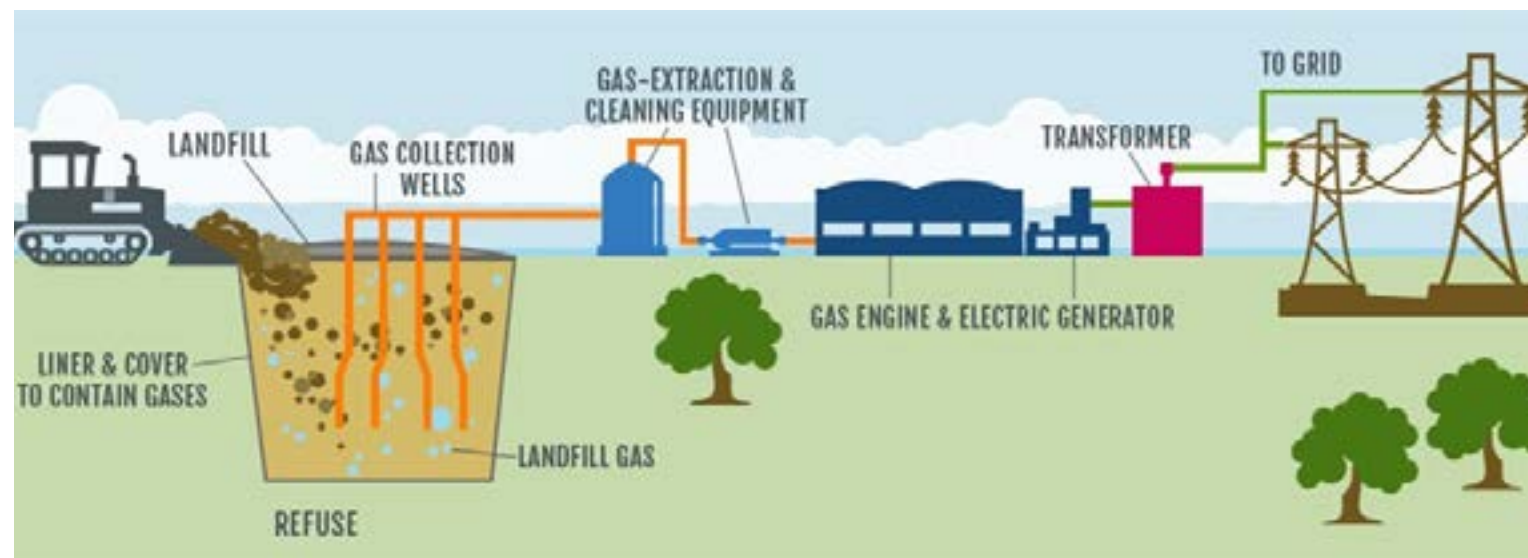 LANDFILL
GAS COLLECTION
WELLS
GAS-EXTRACTION &
CLEANING EQUIPMENT
TRANSFORMER
TO GRID
LINER & COVER
TO CONTAIN GASES
LANDFILL GAS
REFUSE
GAS ENGINE & ELECTRIC GENERATOR